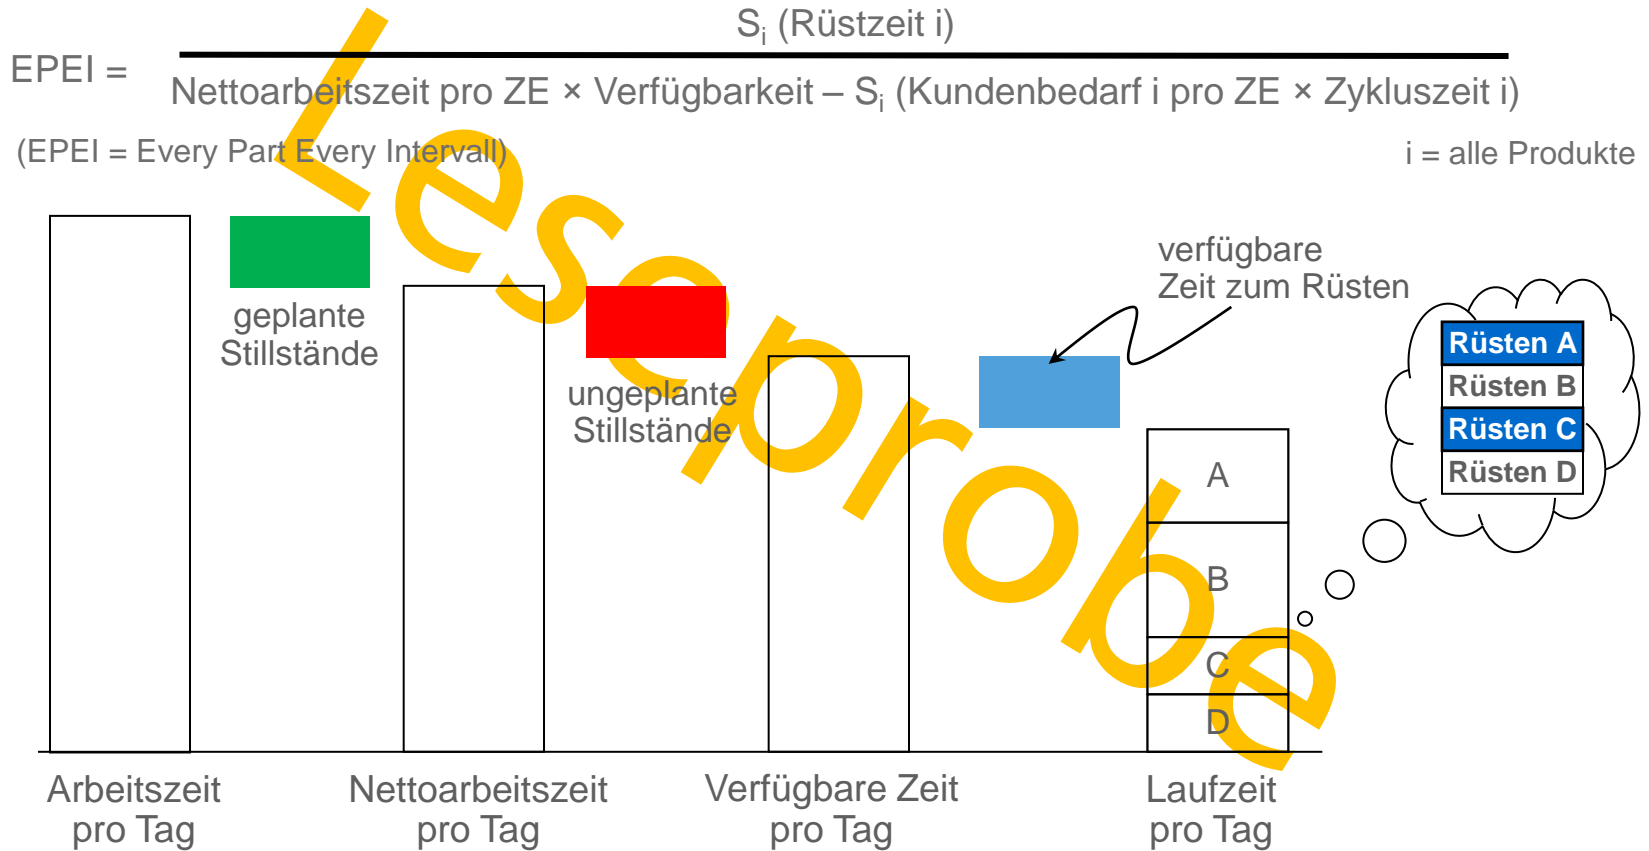 S_i (Rüstzeit i)
EPEI =
Nettoarbeitszeit pro ZE × Verfügbarkeit – S_i (Kundenbedarf i pro ZE × Zykluszeit i)
(EPEI = Every Part Every Intervall)
i = alle Produkte
Leseprobe
geplante
Stillstände
ungeplante
Stillstände
verfügbare
Zeit zum Rüsten
Rüsten A
Rüsten B
Rüsten C
Rüsten D
A
B
C
D
Arbeitszeit
pro Tag
Nettoarbeitszeit
pro Tag
Verfügbare Zeit
pro Tag
Laufzeit
pro Tag